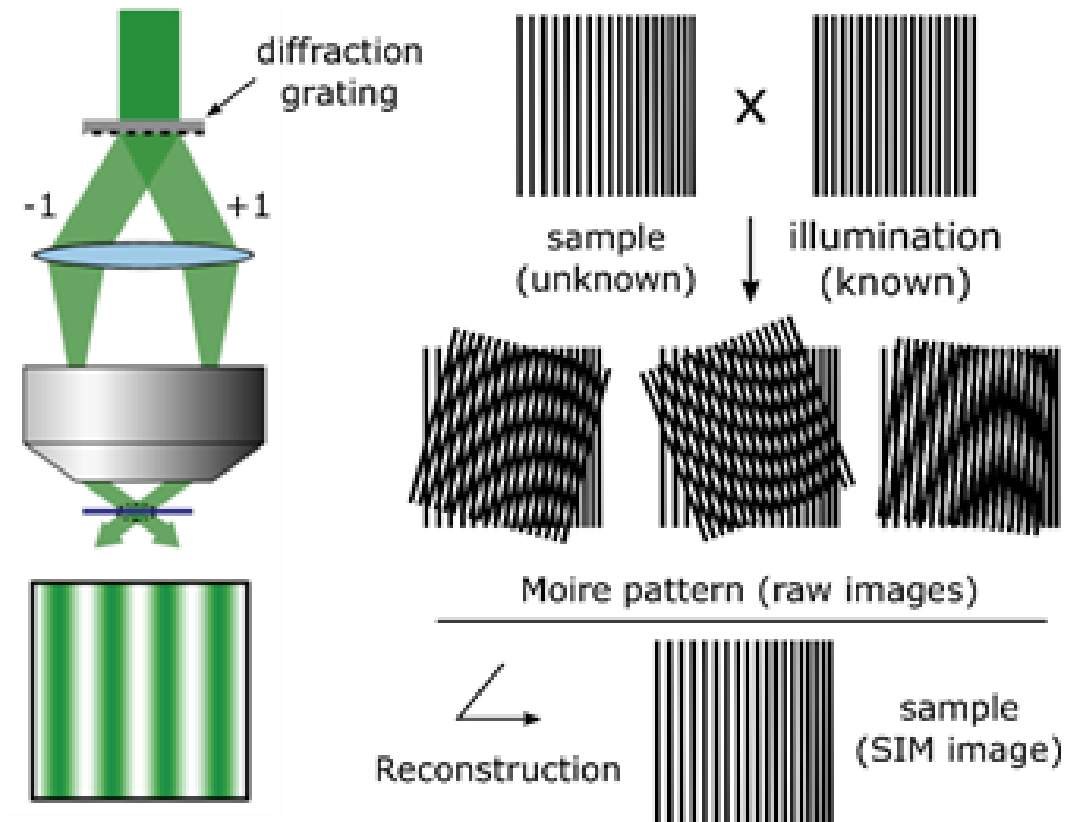 diffraction
grating
-1
+1
X
sample
(unknown)
illumination
(known)
Moire pattern (raw images)
Reconstruction
sample
(SIM image)